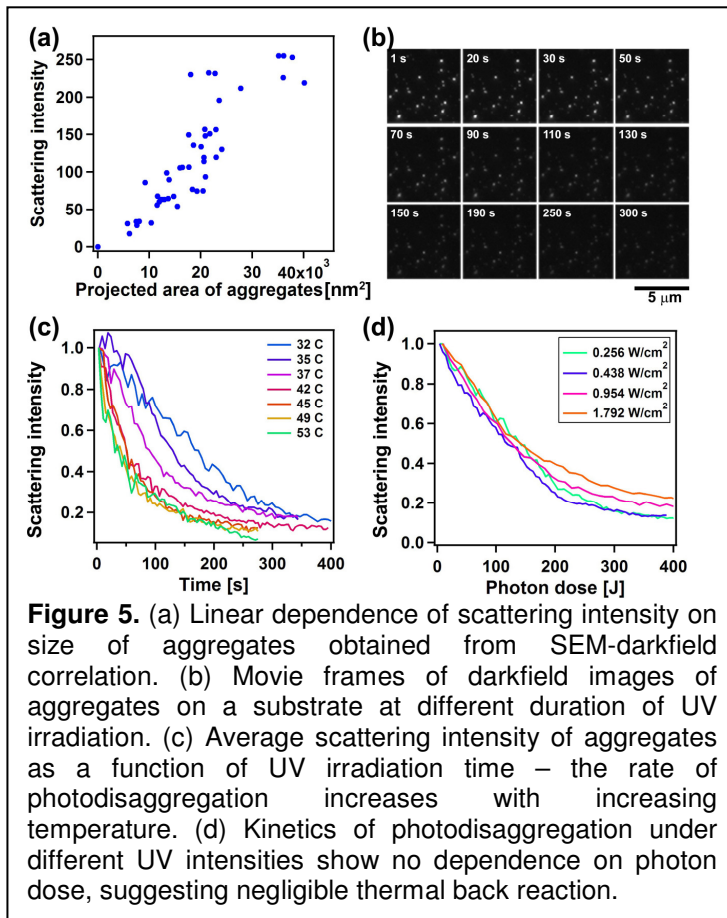 (a)
Scattering intensity
250
200
150
100
50
0
0 10 20 30 40x10³
Projected area of aggregates[nm²]
(b)
1 s 20 s 30 s 50 s
70 s 90 s 110 s 130 s
150 s 190 s 250 s 300 s
5 μm
(c)
Scattering intensity
1.0
0.8
0.6
0.4
0.2
0 100 200 300 400
Time [s]
32 C
35 C
37 C
42 C
45 C
49 C
53 C
(d)
Scattering intensity
1.0
0.8
0.6
0.4
0.2
0.0
0 100 200 300 400
Photon dose [J]
0.256 W/cm²
0.438 W/cm²
0.954 W/cm²
1.792 W/cm²
Figure 5. (a) Linear dependence of scattering intensity on
size of aggregates obtained from SEM-darkfield
correlation. (b) Movie frames of darkfield images of
aggregates on a substrate at different duration of UV
irradiation. (c) Average scattering intensity of aggregates
as a function of UV irradiation time – the rate of
photodisaggregation increases with increasing
temperature. (d) Kinetics of photodisaggregation under
different UV intensities show no dependence on photon
dose, suggesting negligible thermal back reaction.